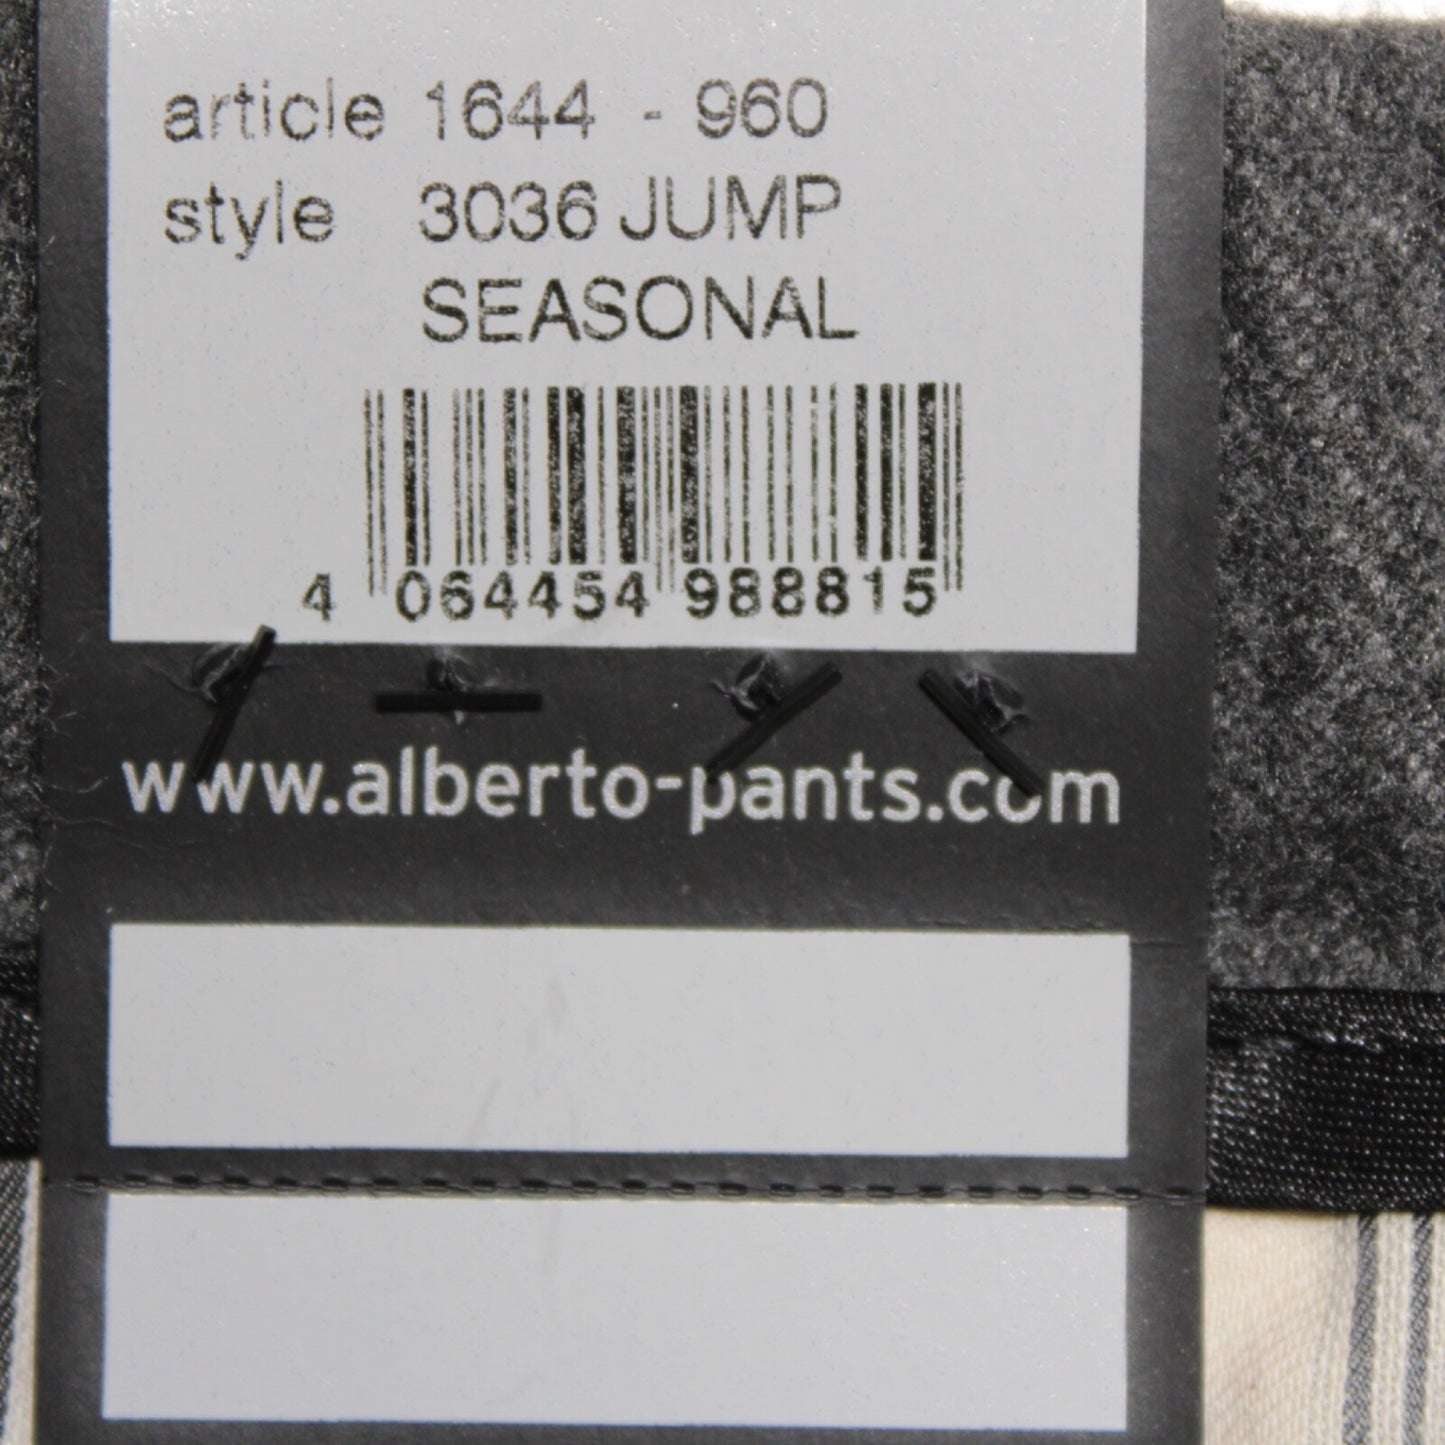 article 1644 - 960
style 3036 JUMP
SEASONAL
4 064454 988815
www.alberto-pants.com